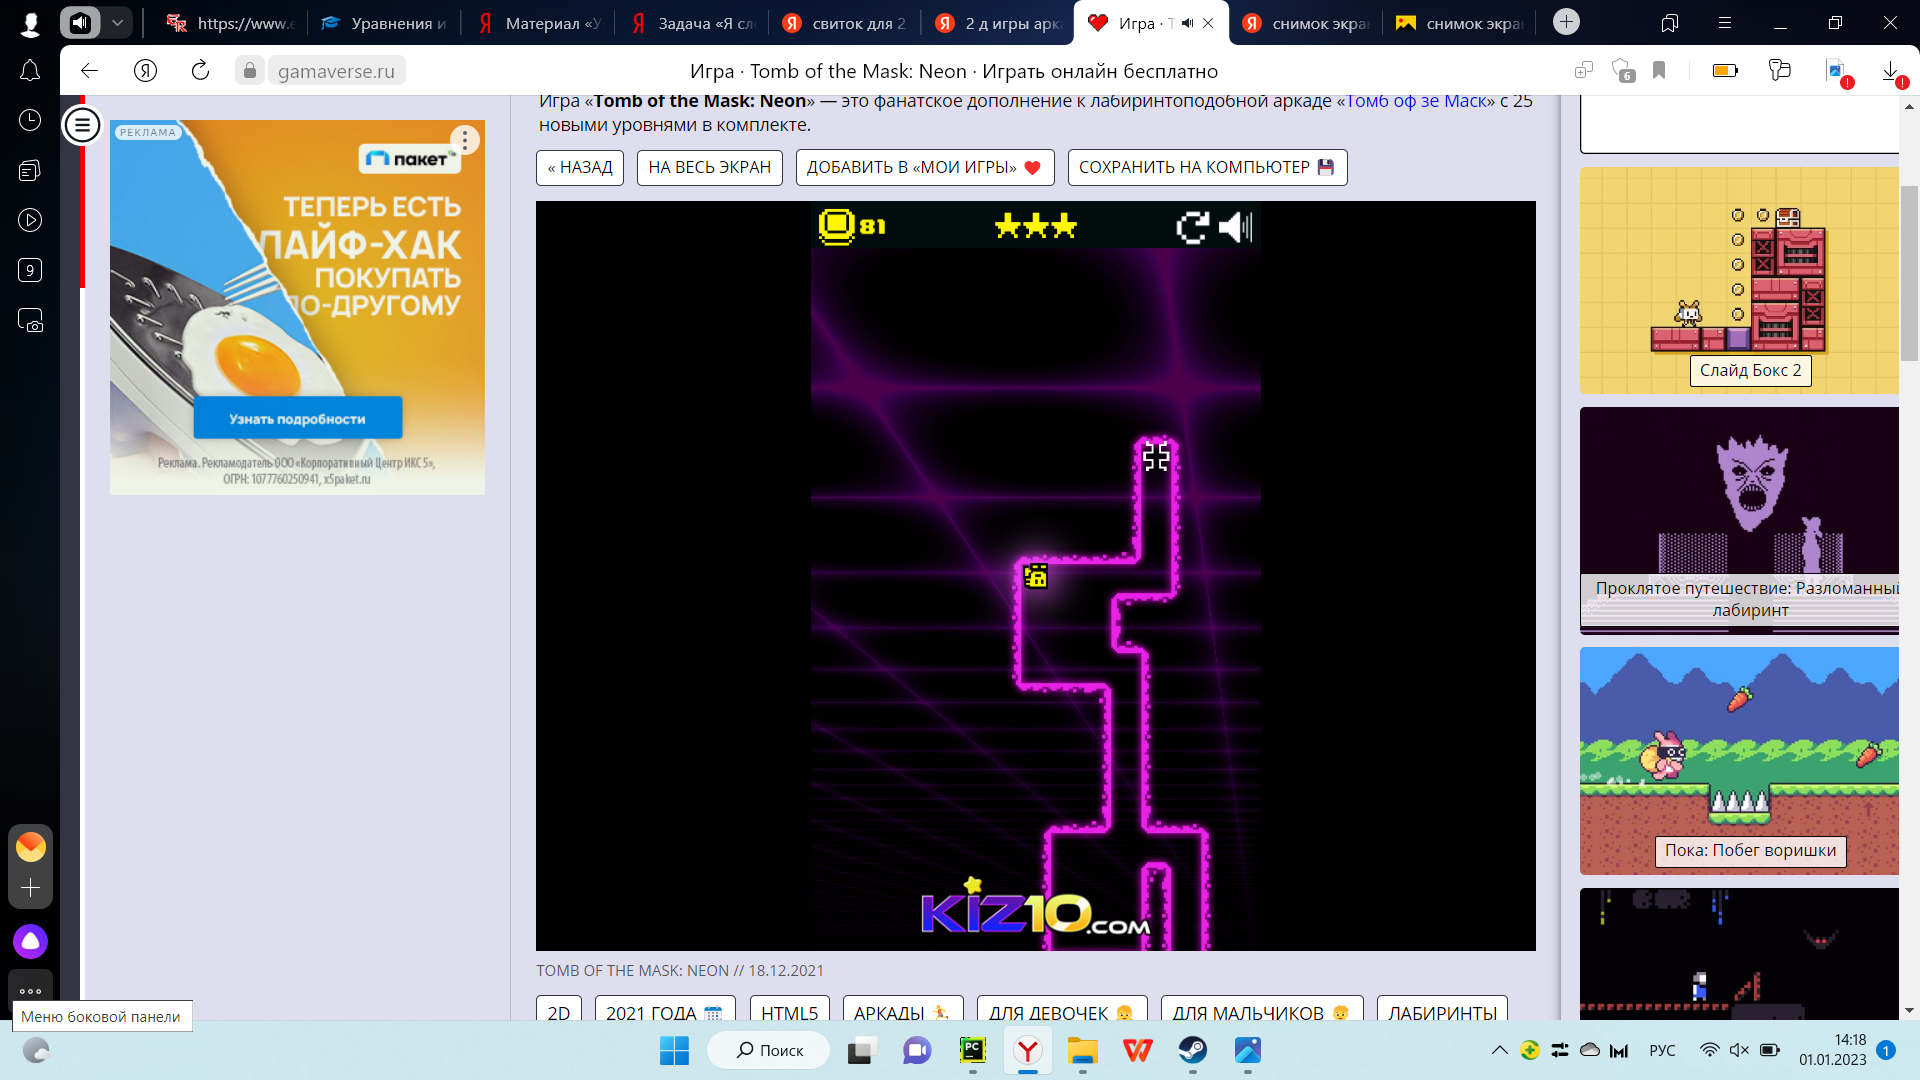 https://www.e
Уравнения и
Материал «У
Задача «Я сл
свиток для 2
2 д игры арка
Игра · Т
снимок экра
снимок экра
gamaverse.ru
Игра · Tomb of the Mask: Neon · Играть онлайн бесплатно
6
9
РЕКЛАМА
пакет
ТЕПЕРЬ ЕСТЬ
ЛАЙФ-ХАК
ПОКУПАТЬ
ПО-ДРУГОМУ
Узнать подробности
Реклама. Рекламодатель ООО «Корпоративный Центр ИКС 5»,
ОГРН: 1077760250941, x5paket.ru
Игра «Tomb of the Mask: Neon» — это фанатское дополнение к лабиринтоподобной аркаде «Томб оф зе Маск» с 25
новыми уровнями в комплекте.
« НАЗАД
НА ВЕСЬ ЭКРАН
ДОБАВИТЬ В «МОИ ИГРЫ»
СОХРАНИТЬ НА КОМПЬЮТЕР
81
KIZ10.COM
TOMB OF THE MASK: NEON // 18.12.2021
2D
2021 ГОДА
HTML5
АРКАДЫ
ДЛЯ ДЕВОЧЕК
ДЛЯ МАЛЬЧИКОВ
ЛАБИРИНТЫ
Слайд Бокс 2
Проклятое путешествие: Разломанный
лабиринт
Пока: Побег воришки
Меню боковой панели
Поиск
PC
РУС
14:18
01.01.2023
1